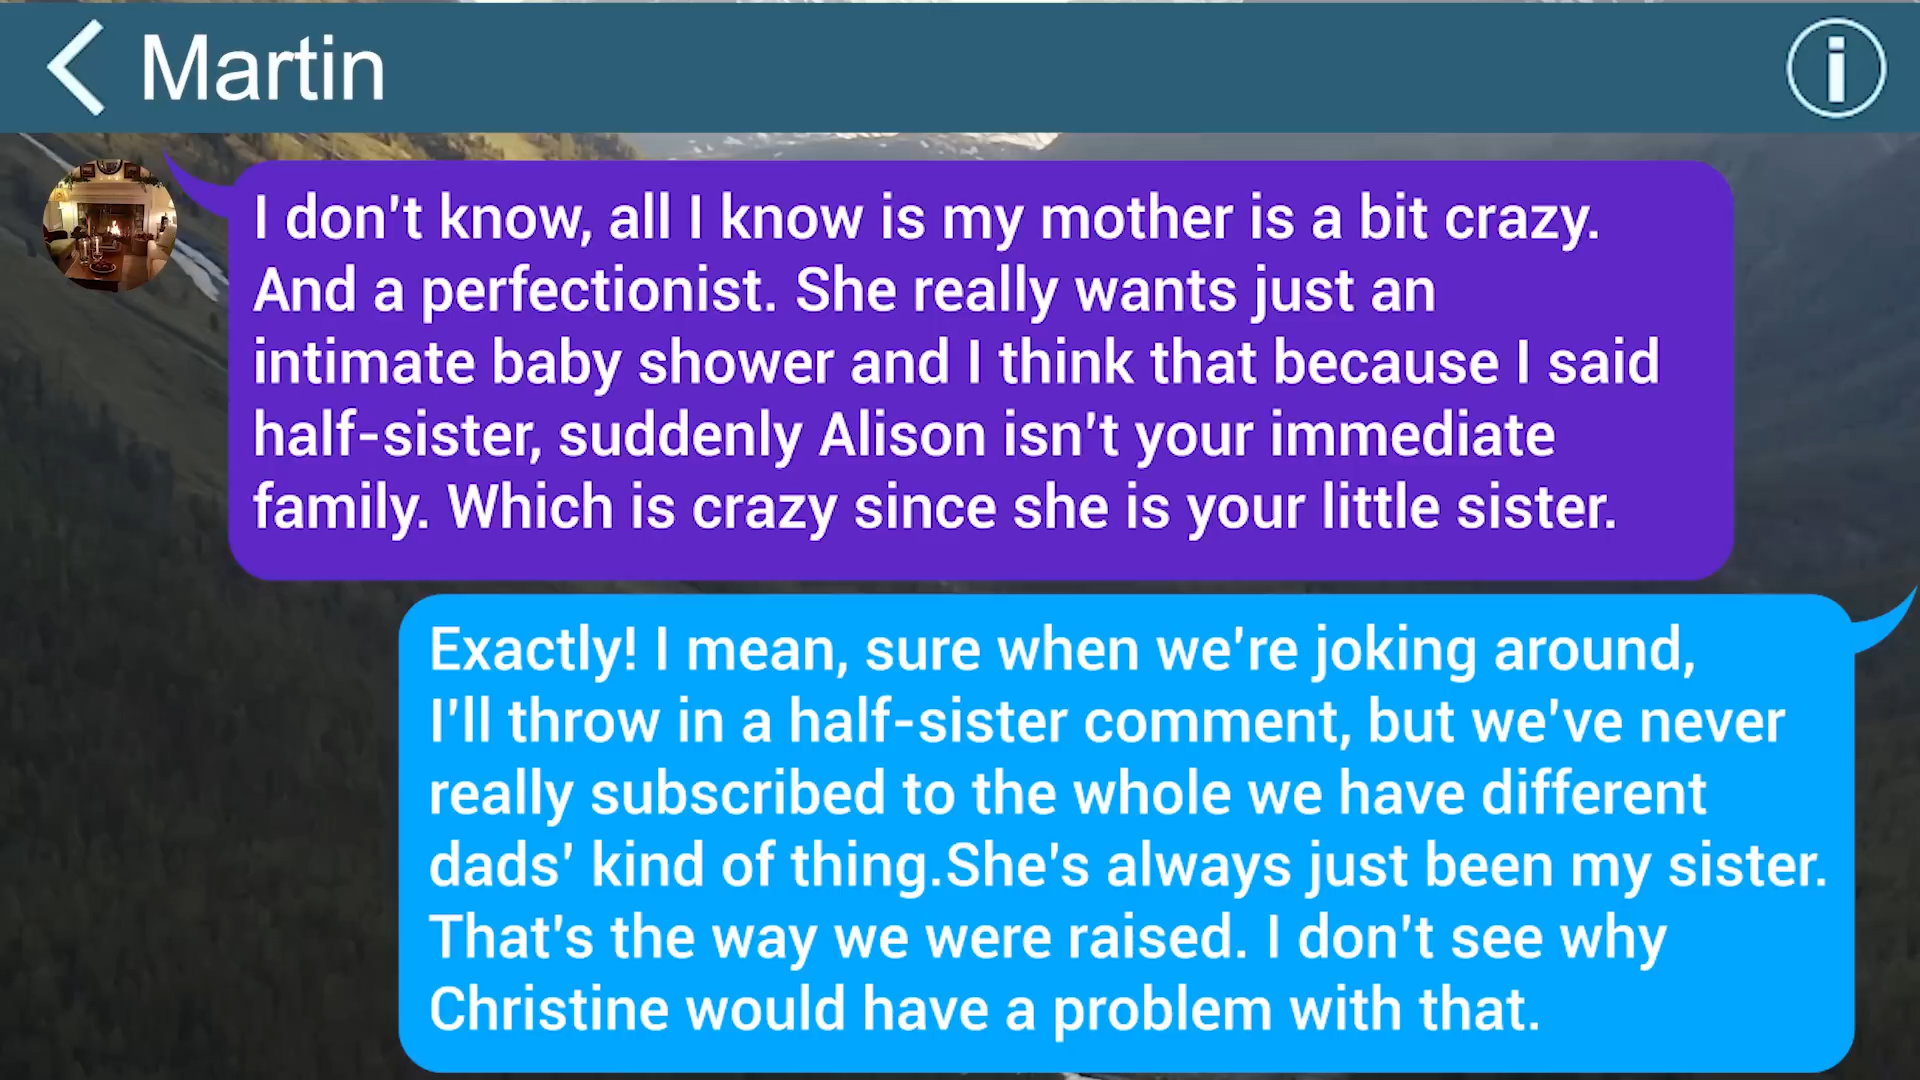 Martin
I don't know, all I know is my mother is a bit crazy.
And a perfectionist. She really wants just an
intimate baby shower and I think that because I said
half-sister, suddenly Alison isn't your immediate
family. Which is crazy since she is your little sister.
Exactly! I mean, sure when we're joking around,
I'll throw in a half-sister comment, but we've never
really subscribed to the whole we have different
dads' kind of thing.She's always just been my sister.
That's the way we were raised. I don't see why
Christine would have a problem with that.